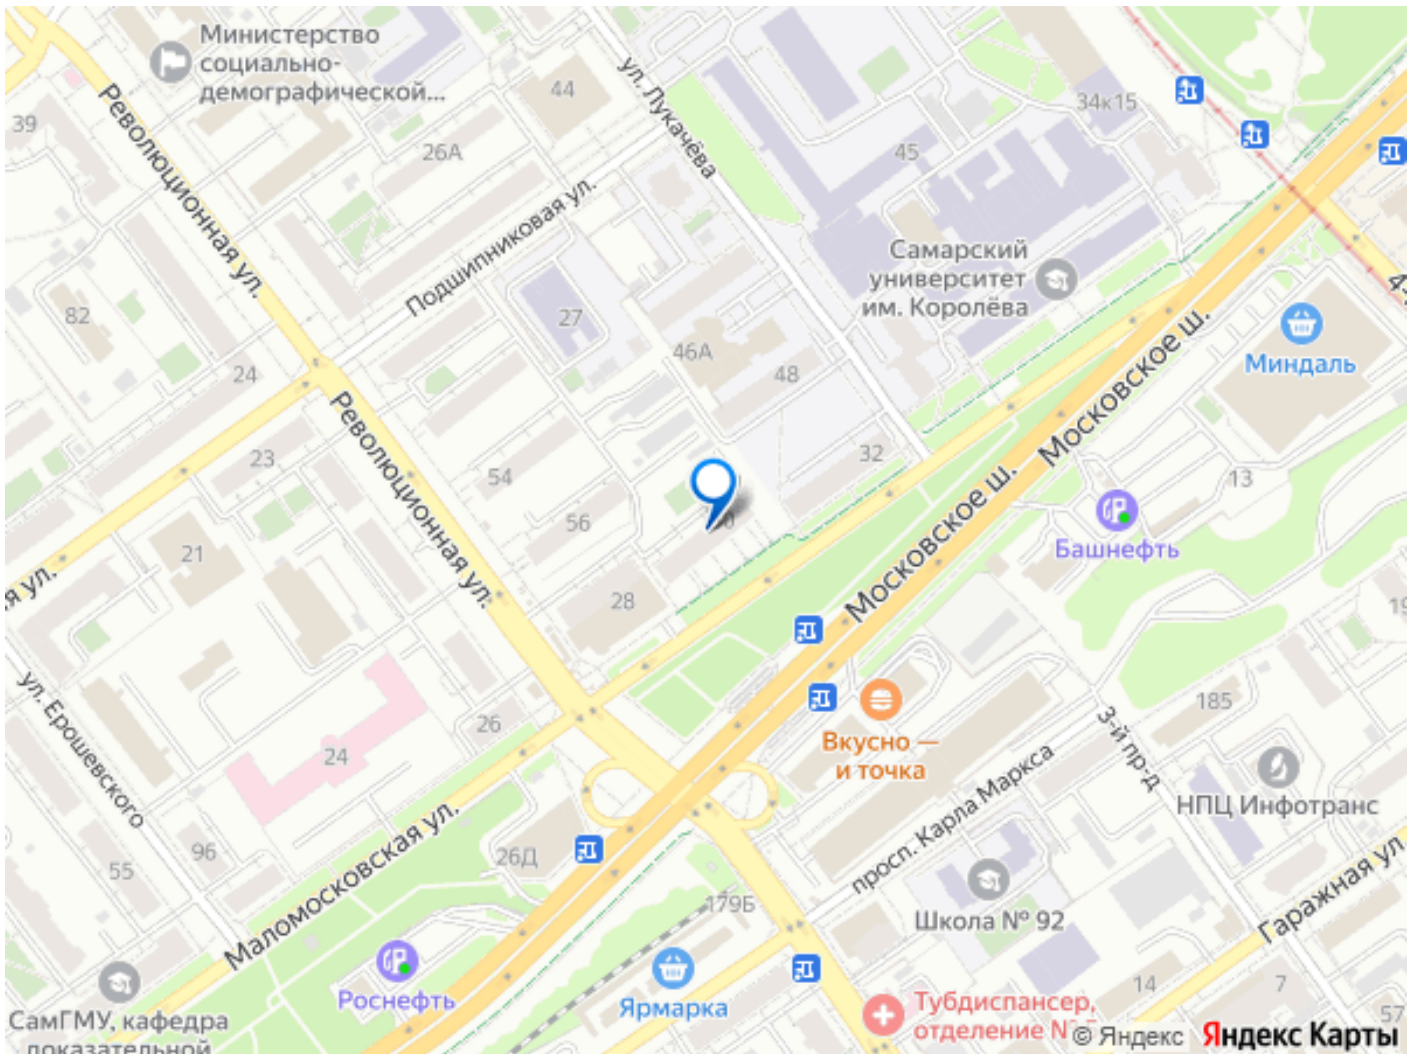 Министерство
социально-
демографической...
44
ул. Лукачёва
34к15
39
26А
45
Революционная ул.
Подшипниковая ул.
Самарский
университет
им. Королёва
82
27
46А
48
Московское ш.
Миндаль
24
Революционная ул.
23
54
32
13
56
Московское ш.
Башнефть
21
28
ул. Ерошевского
26
24
185
3-й пр-д
Вкусно —
и точка
просп. Карла Маркса
НПЦ Инфотранс
Маломосковская ул.
96
55
26Д
179Б
Школа № 92
Гаражная ул
Роснефть
Ярмарка
14
7
57
СамГМУ, кафедра
доказательной
Тубдиспансер,
отделение №
© Яндекс
Яндекс Карты